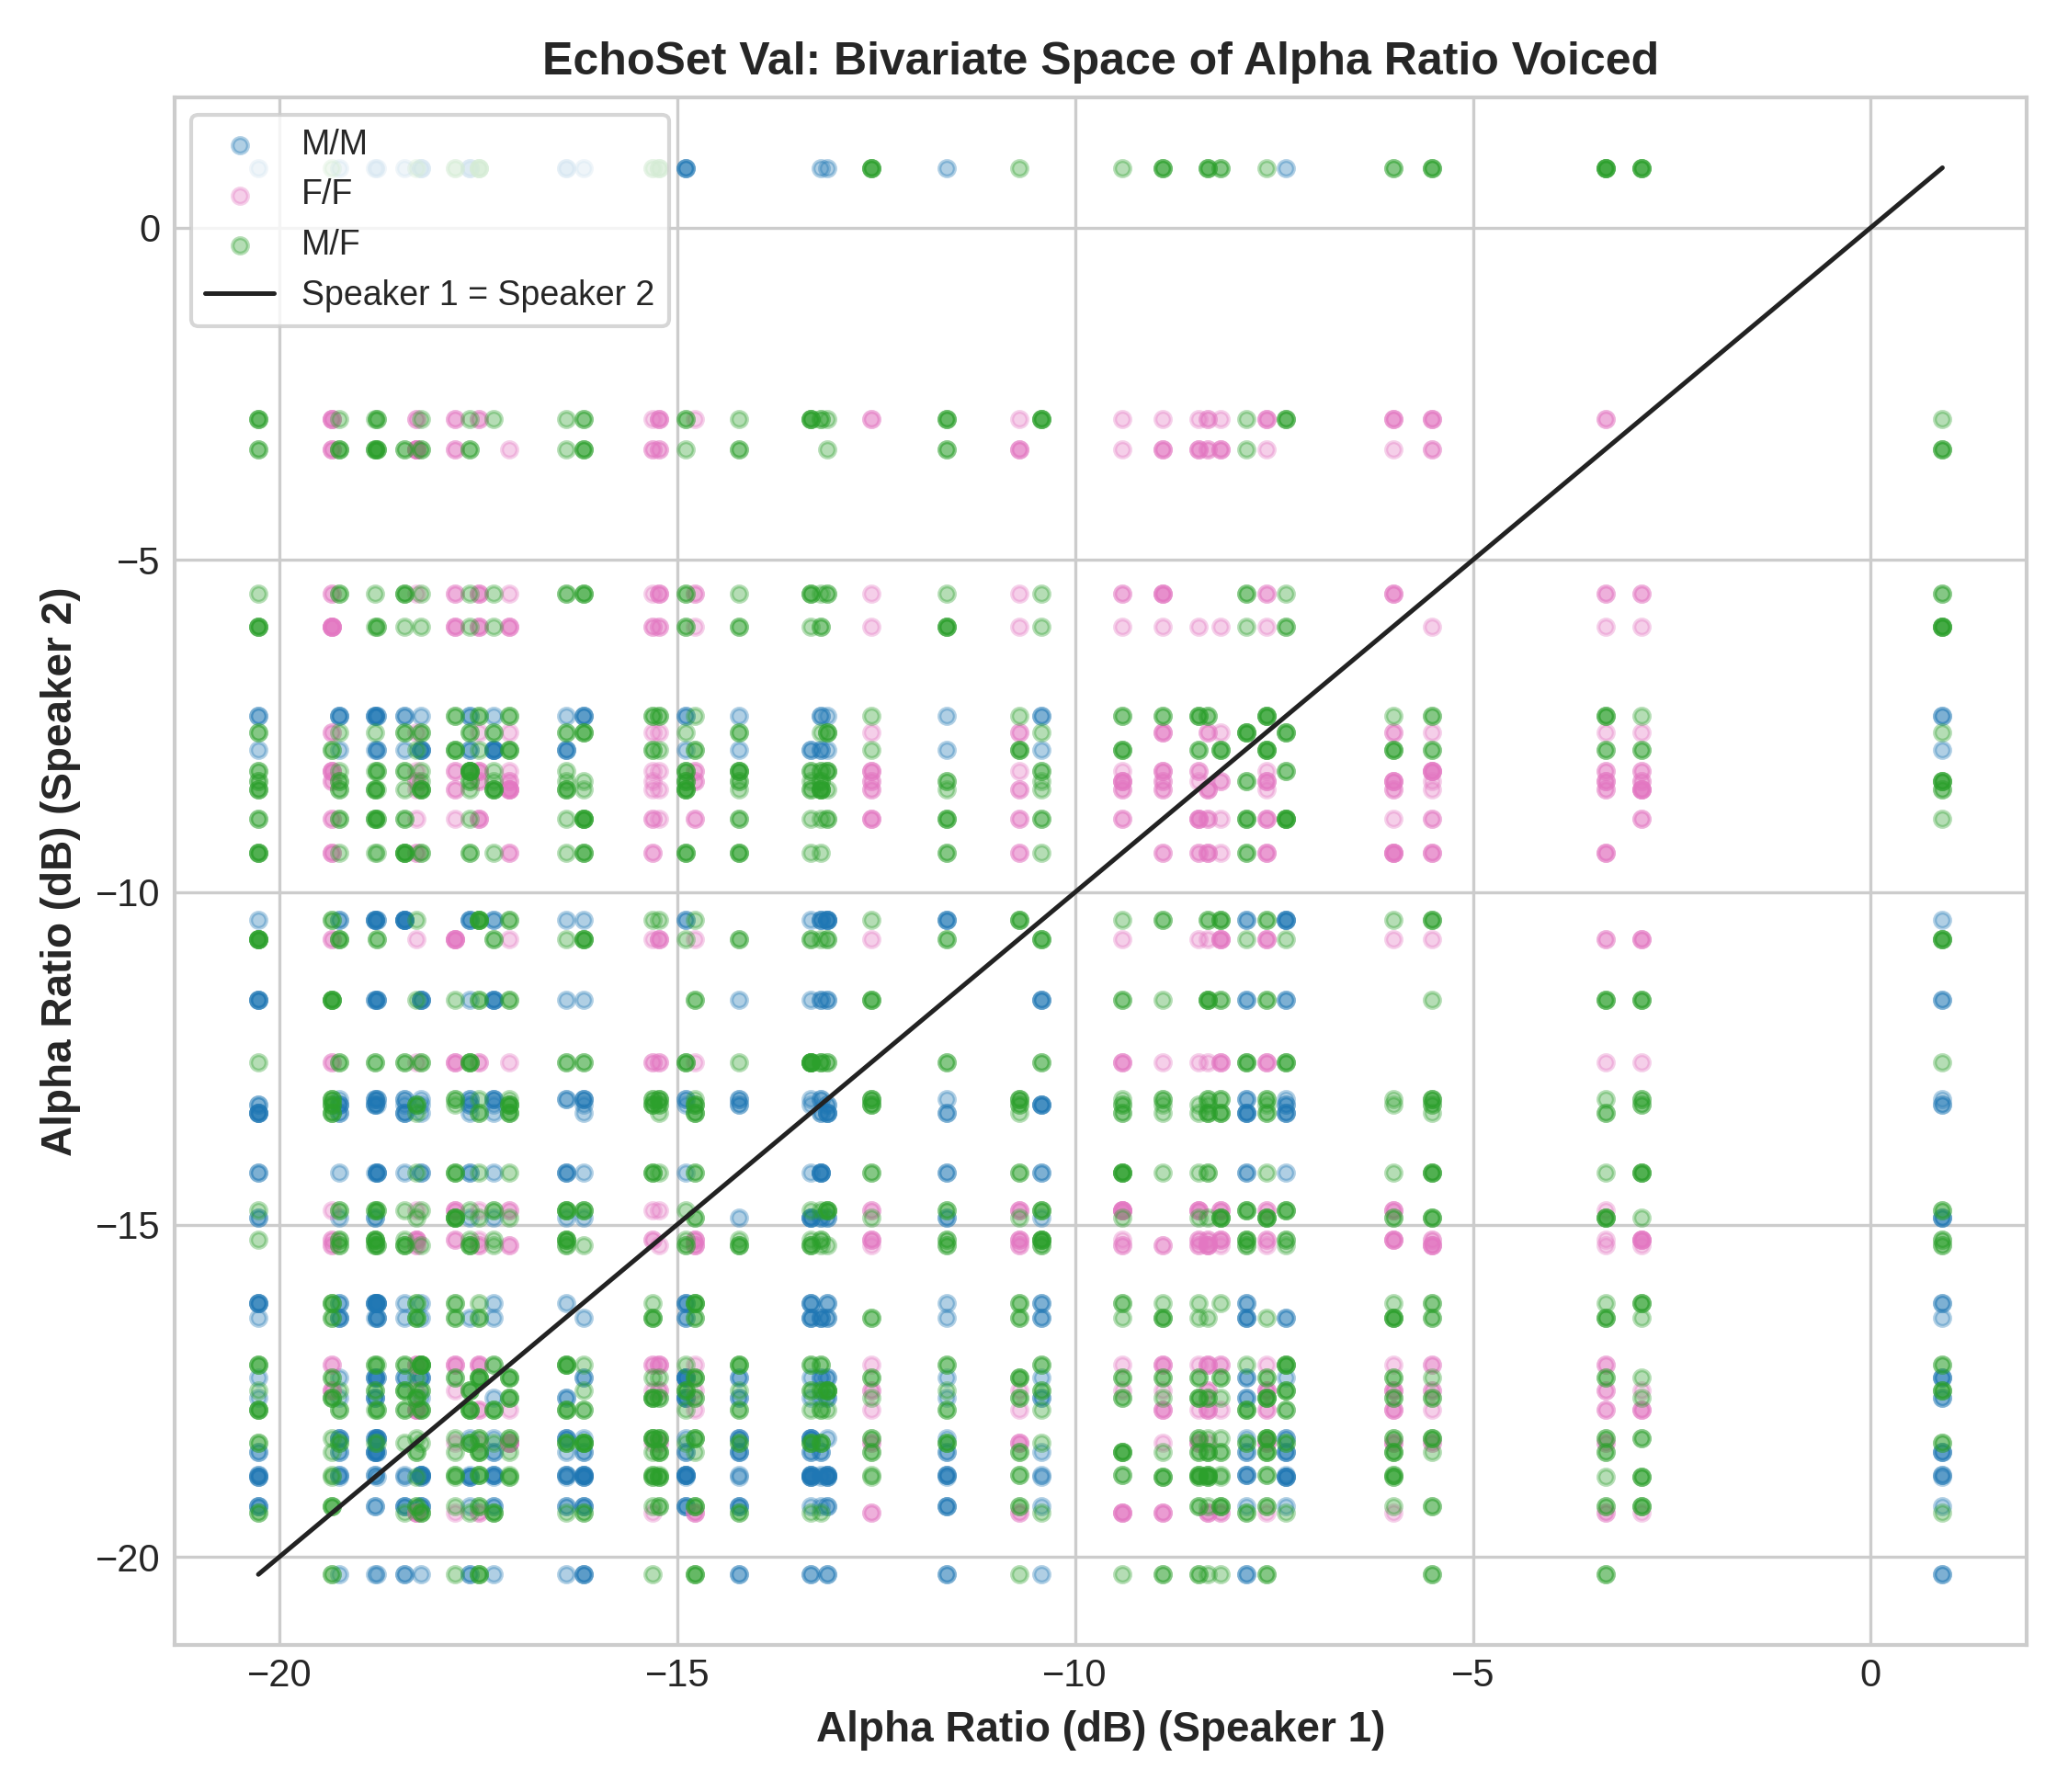 EchoSet Val: Bivariate Space of Alpha Ratio Voiced
M/M
F/F
M/F
Speaker 1 = Speaker 2
0
−5
−10
−15
−20
Alpha Ratio (dB) (Speaker 2)
−20
−15
−10
−5
0
Alpha Ratio (dB) (Speaker 1)